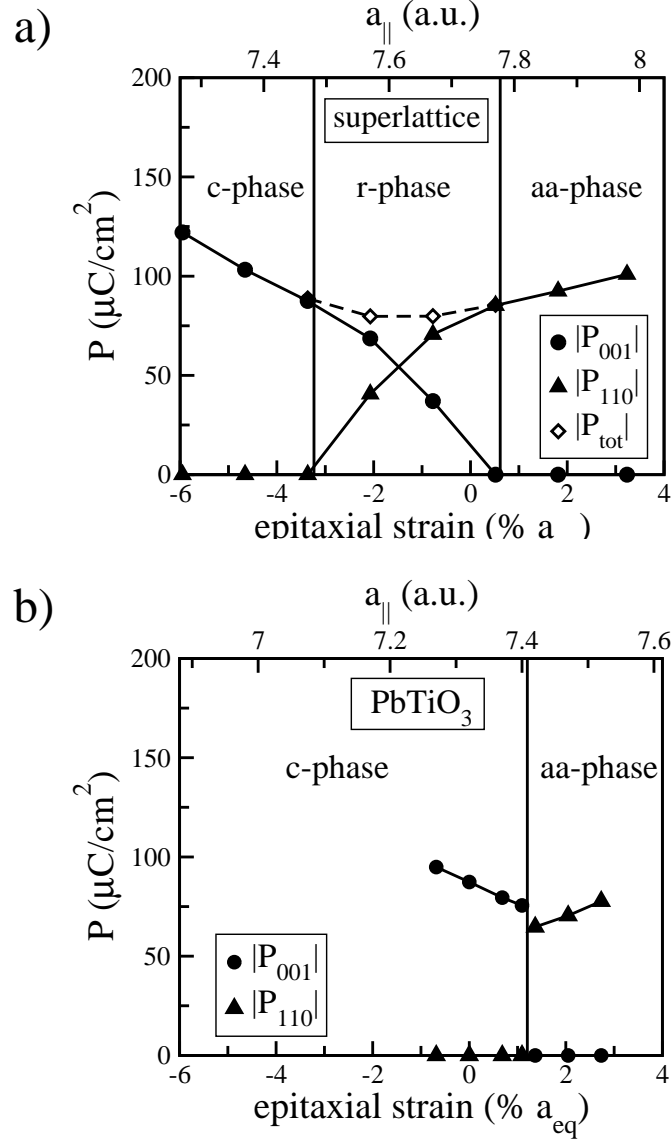 a)
a|| (a.u.)
7.4 7.6 7.8 8
200
150
100
50
0
P (μC/cm²)
superlattice
c-phase r-phase aa-phase
|P001|
|P110|
|Ptot|
-6 -4 -2 0 2 4
epitaxial strain (% a
b)
a|| (a.u.)
7 7.2 7.4 7.6
200
150
100
50
0
P (μC/cm²)
PbTiO3
c-phase aa-phase
|P001|
|P110|
-6 -4 -2 0 2 4
epitaxial strain (% aeq)